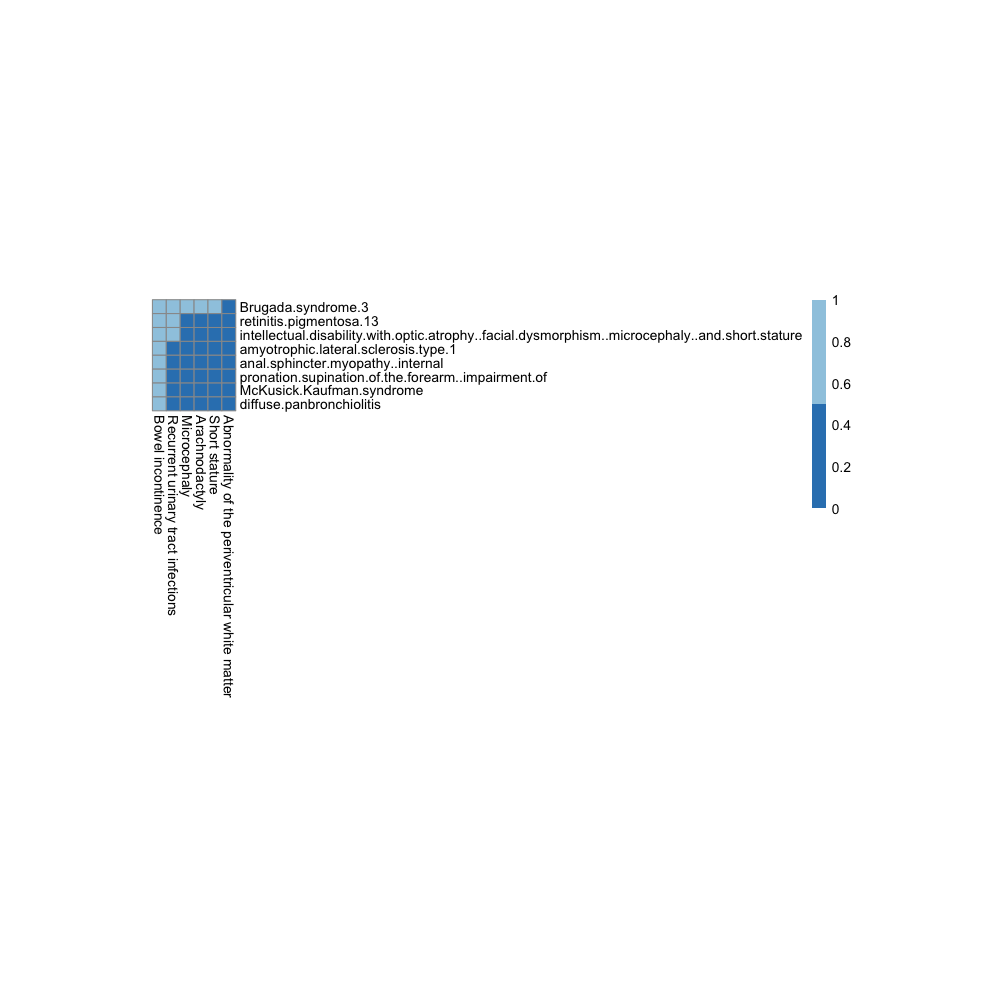 Brugada.syndrome.3
retinitis.pigmentosa.13
intellectual.disability.with.optic.atrophy..facial.dysmorphism..microcephaly..and.short.stature
amyotrophic.lateral.sclerosis.type.1
anal.sphincter.myopathy..internal
pronation.supination.of.the.forearm..impairment.of
McKusick.Kaufman.syndrome
diffuse.panbronchiolitis
Bowel incontinence
Recurrent urinary tract infections
Microcephaly
Arachnodactyly
Short stature
Abnormality of the periventricular white matter
1
0.8
0.6
0.4
0.2
0